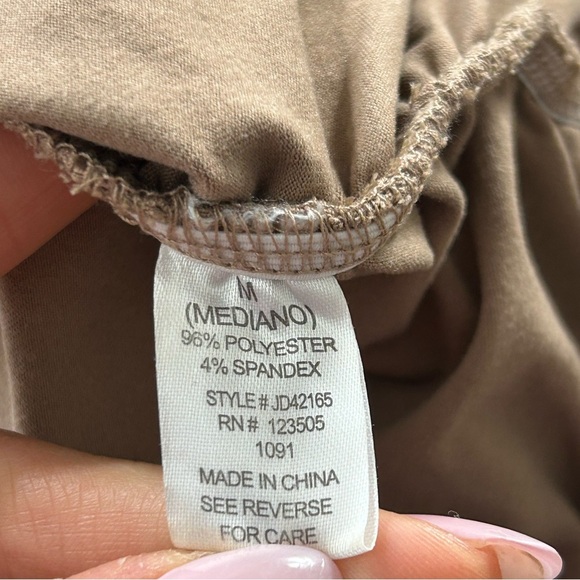 M
(MEDIANO)
96% POLYESTER
4% SPANDEX
STYLE# JD42165
RN# 123505
1091
MADE IN CHINA
SEE REVERSE
FOR CARE